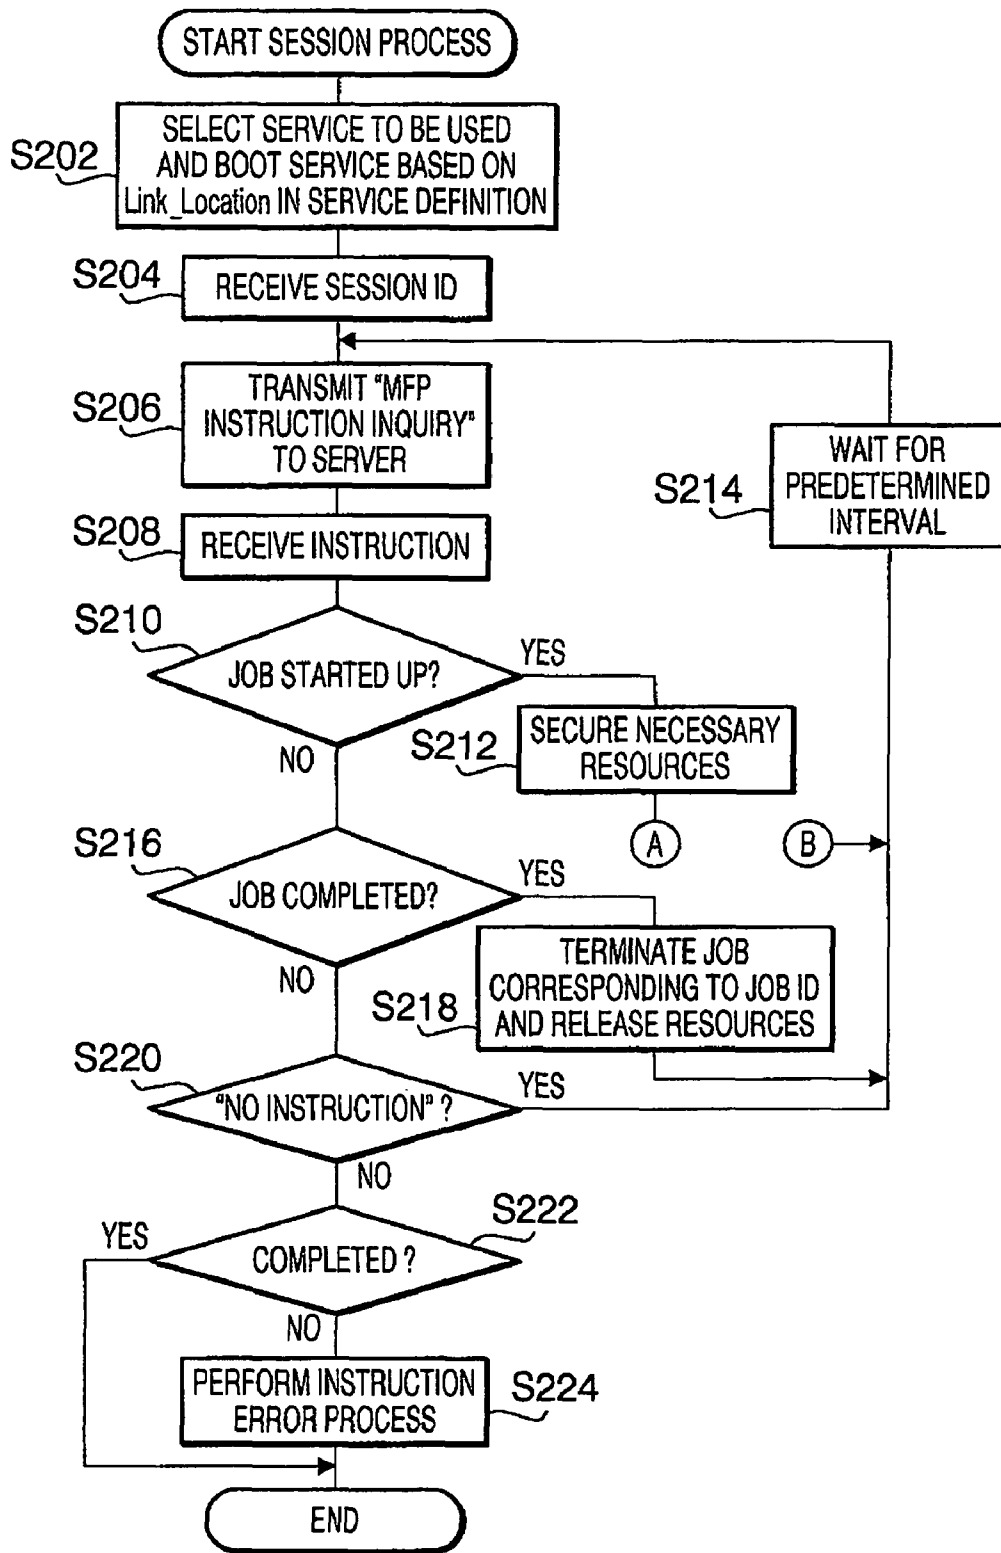 START SESSION PROCESS
S202
SELECT SERVICE TO BE USED
AND BOOT SERVICE BASED ON
Link_Location IN SERVICE DEFINITION
S204
RECEIVE SESSION ID
S206
TRANSMIT "MFP
INSTRUCTION INQUIRY"
TO SERVER
S214
WAIT FOR
PREDETERMINED
INTERVAL
S208
RECEIVE INSTRUCTION
S210
JOB STARTED UP?
YES
NO
S212
SECURE NECESSARY
RESOURCES
A
B
S216
JOB COMPLETED?
YES
NO
S218
TERMINATE JOB
CORRESPONDING TO JOB ID
AND RELEASE RESOURCES
S220
"NO INSTRUCTION" ?
YES
NO
S222
YES
COMPLETED ?
NO
PERFORM INSTRUCTION
ERROR PROCESS
S224
END